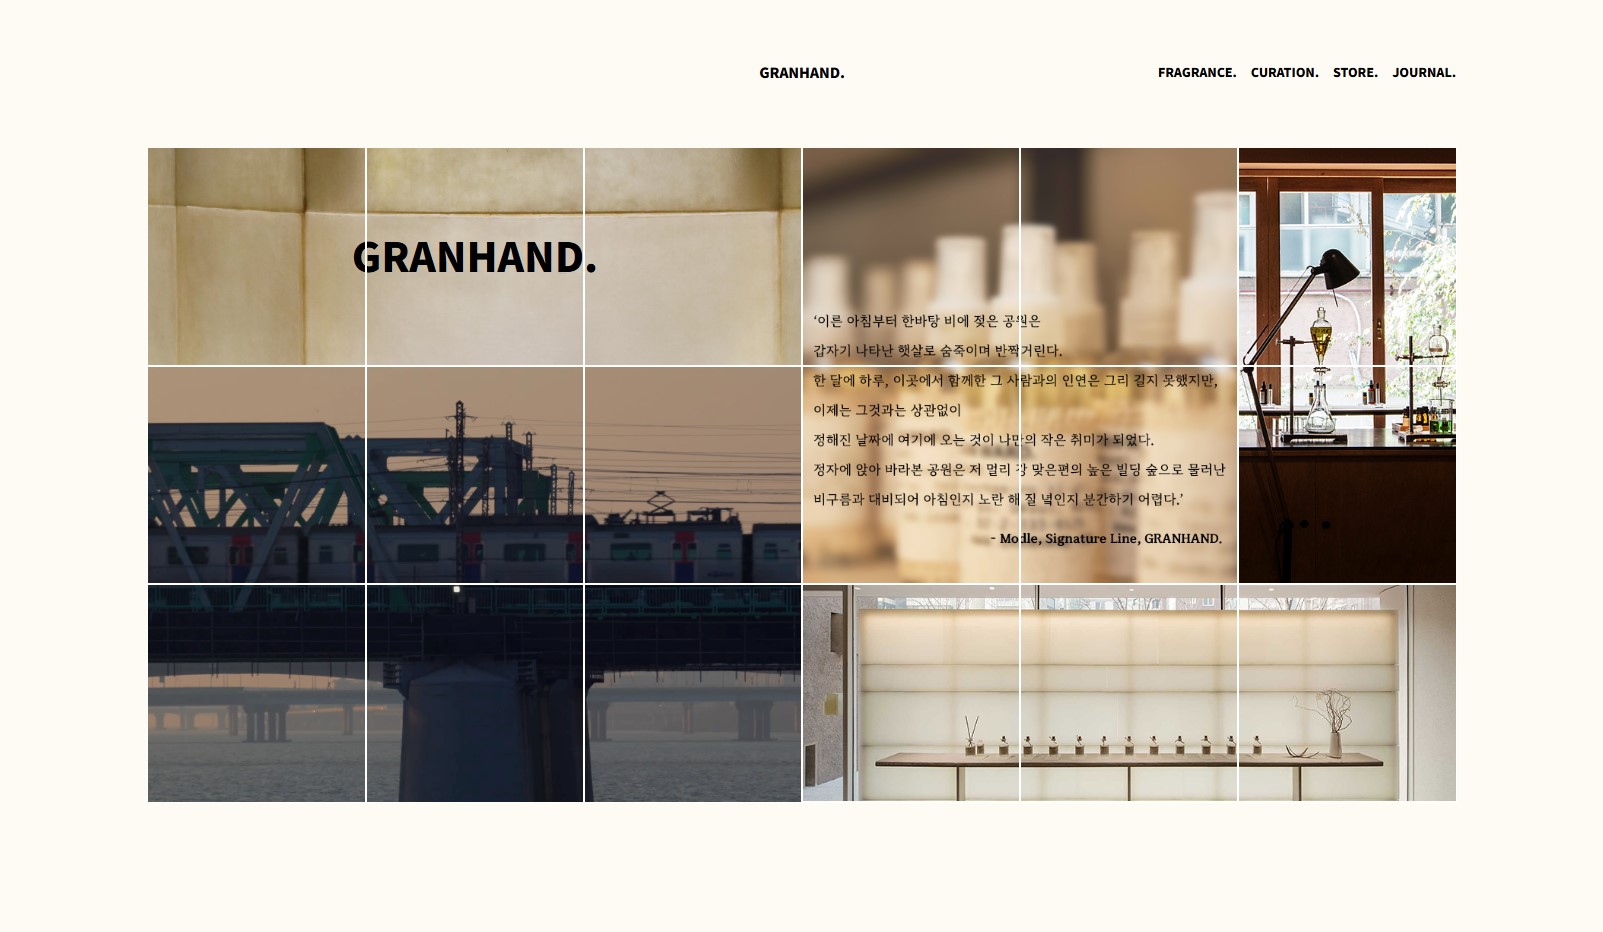 GRANHAND.
FRAGRANCE. CURATION. STORE. JOURNAL.
GRANHAND.
‘이른 아침부터 한바탕 비에 젖은 공원은
갑자기 나타난 햇살로 숨죽이며 반짝거린다.
한 달에 하루, 이곳에서 함께한 그 사람과의 인연은 그리 길지 못했지만,
이제는 그것과는 상관없이
정해진 날짜에 여기에 오는 것이 나만의 작은 취미가 되었다.
정자에 앉아 바라본 공원은 저 멀리 강 맞은편의 높은 빌딩 숲으로 물러난
비구름과 대비되어 아침인지 노란 해 질 녘인지 분간하기 어렵다.’
- Modle, Signature Line, GRANHAND.